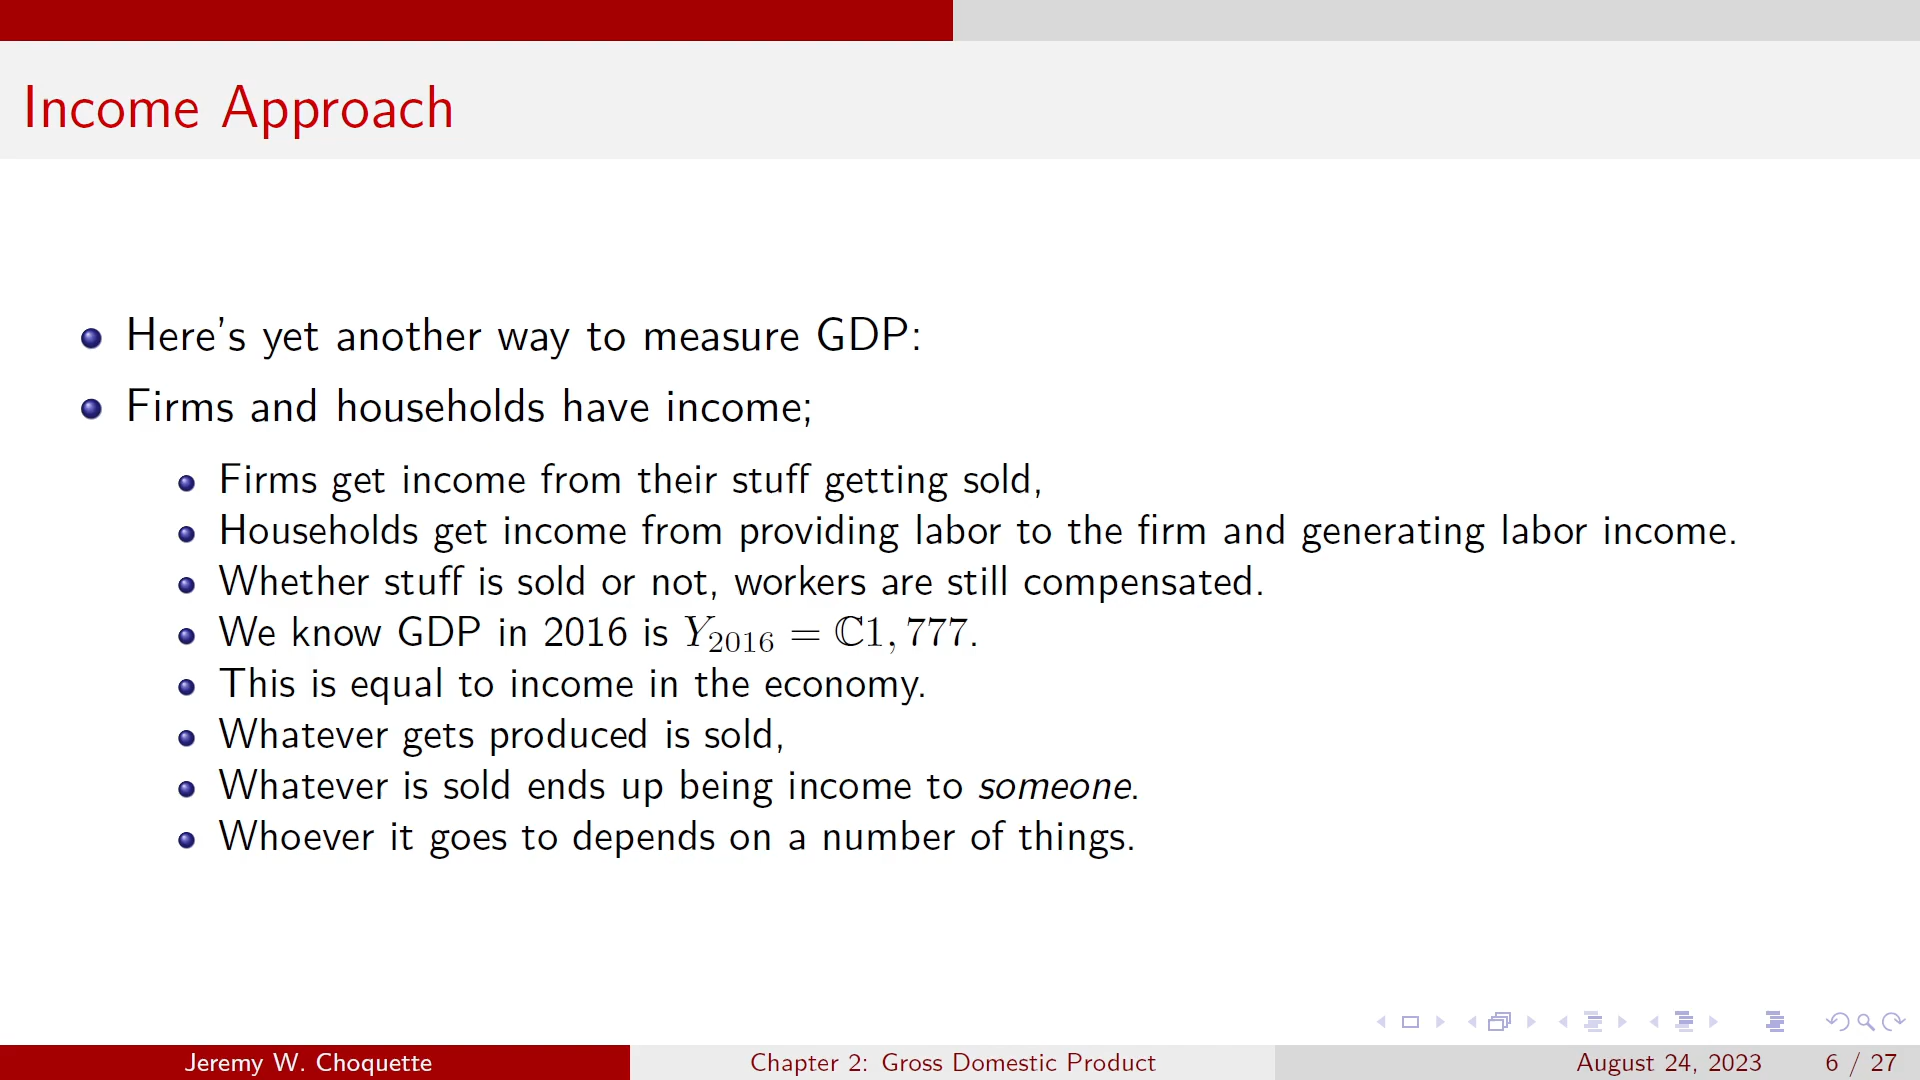 Income Approach
Here's yet another way to measure GDP:
Firms and households have income;
Firms get income from their stuff getting sold,
Households get income from providing labor to the firm and generating labor income.
Whether stuff is sold or not, workers are still compensated.
We know GDP in 2016 is Y₂₀₁₆ = ℂ1,777.
This is equal to income in the economy.
Whatever gets produced is sold,
Whatever is sold ends up being income to someone.
Whoever it goes to depends on a number of things.
Jeremy W. Choquette
Chapter 2: Gross Domestic Product
August 24, 2023
6 / 27